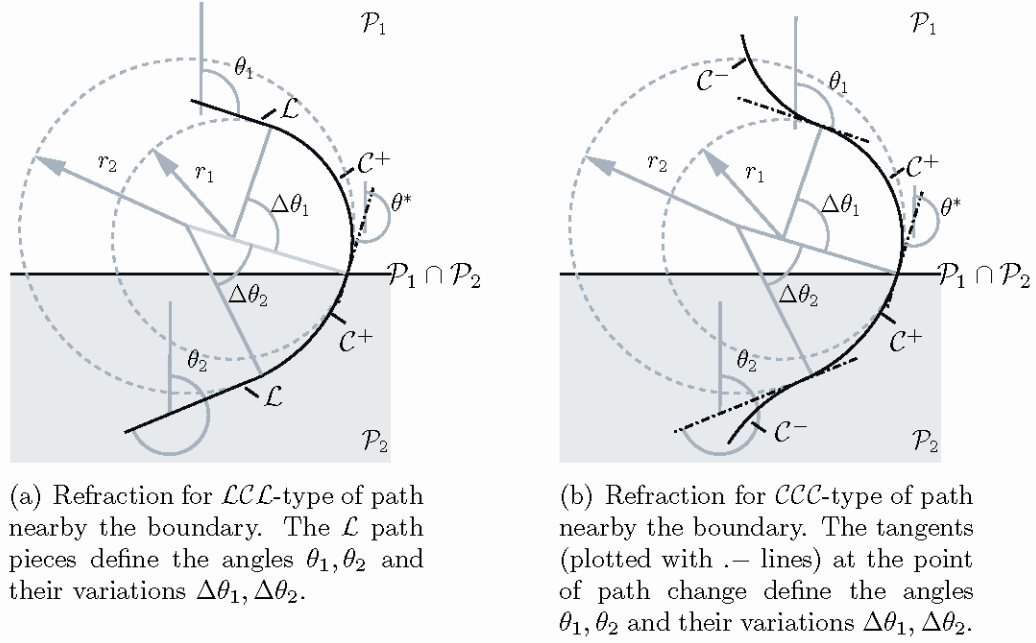 𝒫₁
θ₁
ℒ
r₂
r₁
𝒞⁺
Δθ₁
θ*
𝒫₁ ∩ 𝒫₂
Δθ₂
𝒞⁺
θ₂
ℒ
𝒫₂
(a) Refraction for ℒ𝒞ℒ-type of path
nearby the boundary. The ℒ path
pieces define the angles θ₁, θ₂ and
their variations Δθ₁, Δθ₂.
𝒫₁
𝒞⁻
θ₁
r₂
r₁
𝒞⁺
Δθ₁
θ*
𝒫₁ ∩ 𝒫₂
Δθ₂
𝒞⁺
θ₂
𝒞⁻
𝒫₂
(b) Refraction for 𝒞𝒞𝒞-type of path
nearby the boundary. The tangents
(plotted with .− lines) at the point
of path change define the angles
θ₁, θ₂ and their variations Δθ₁, Δθ₂.